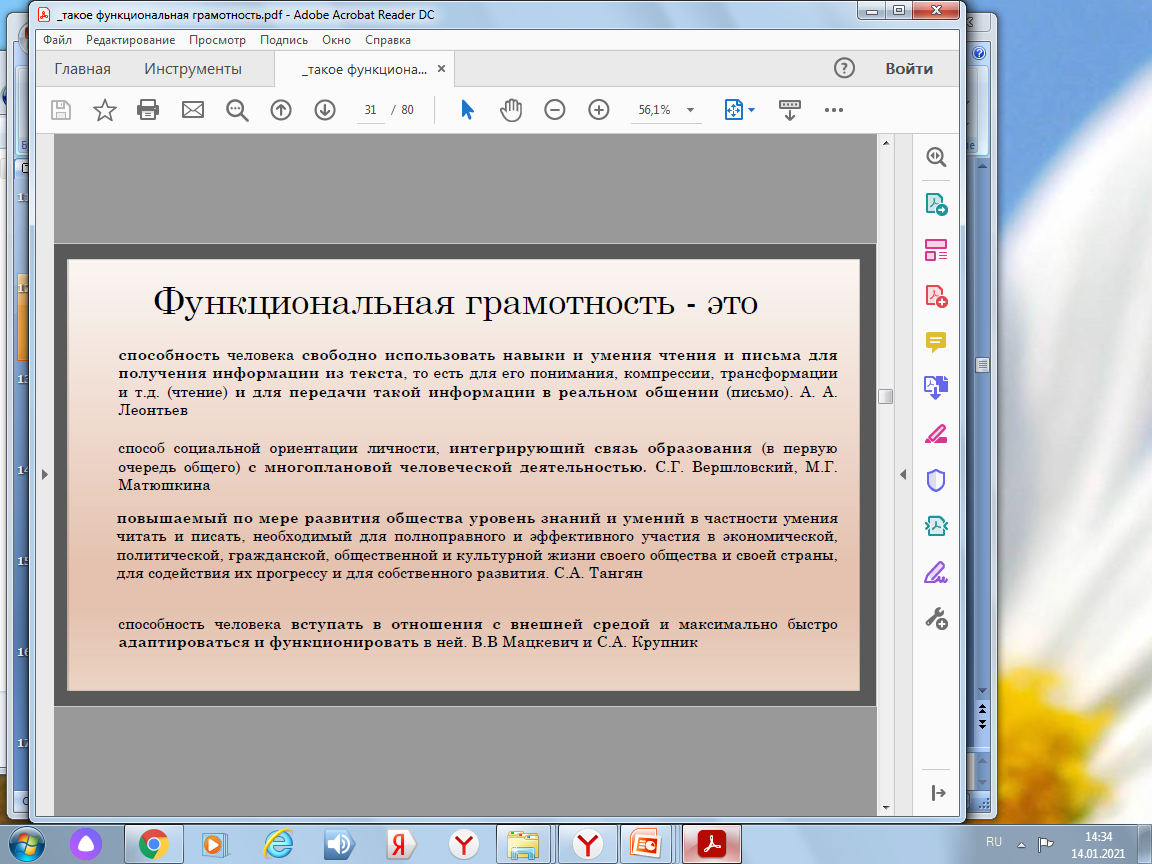 _такое функциональная грамотность.pdf - Adobe Acrobat Reader DC
Файл Редактирование Просмотр Подпись Окно Справка
Главная Инструменты _такое функциона... × Войти
31 / 80 56,1%
Функциональная грамотность - это
способность человека свободно использовать навыки и умения чтения и письма для
получения информации из текста, то есть для его понимания, компрессии, трансформации
и т.д. (чтение) и для передачи такой информации в реальном общении (письмо). А. А.
Леонтьев
способ социальной ориентации личности, интегрирующий связь образования (в первую
очередь общего) с многоплановой человеческой деятельностью. С.Г. Вершловский, М.Г.
Матюшкина
повышаемый по мере развития общества уровень знаний и умений в частности умения
читать и писать, необходимый для полноправного и эффективного участия в экономической,
политической, гражданской, общественной и культурной жизни своего общества и своей страны,
для содействия их прогрессу и для собственного развития. С.А. Тангян
способность человека вступать в отношения с внешней средой и максимально быстро
адаптироваться и функционировать в ней. В.В Мацкевич и С.А. Крупник
13
14
15
16
17
RU 14:34
14.01.2021